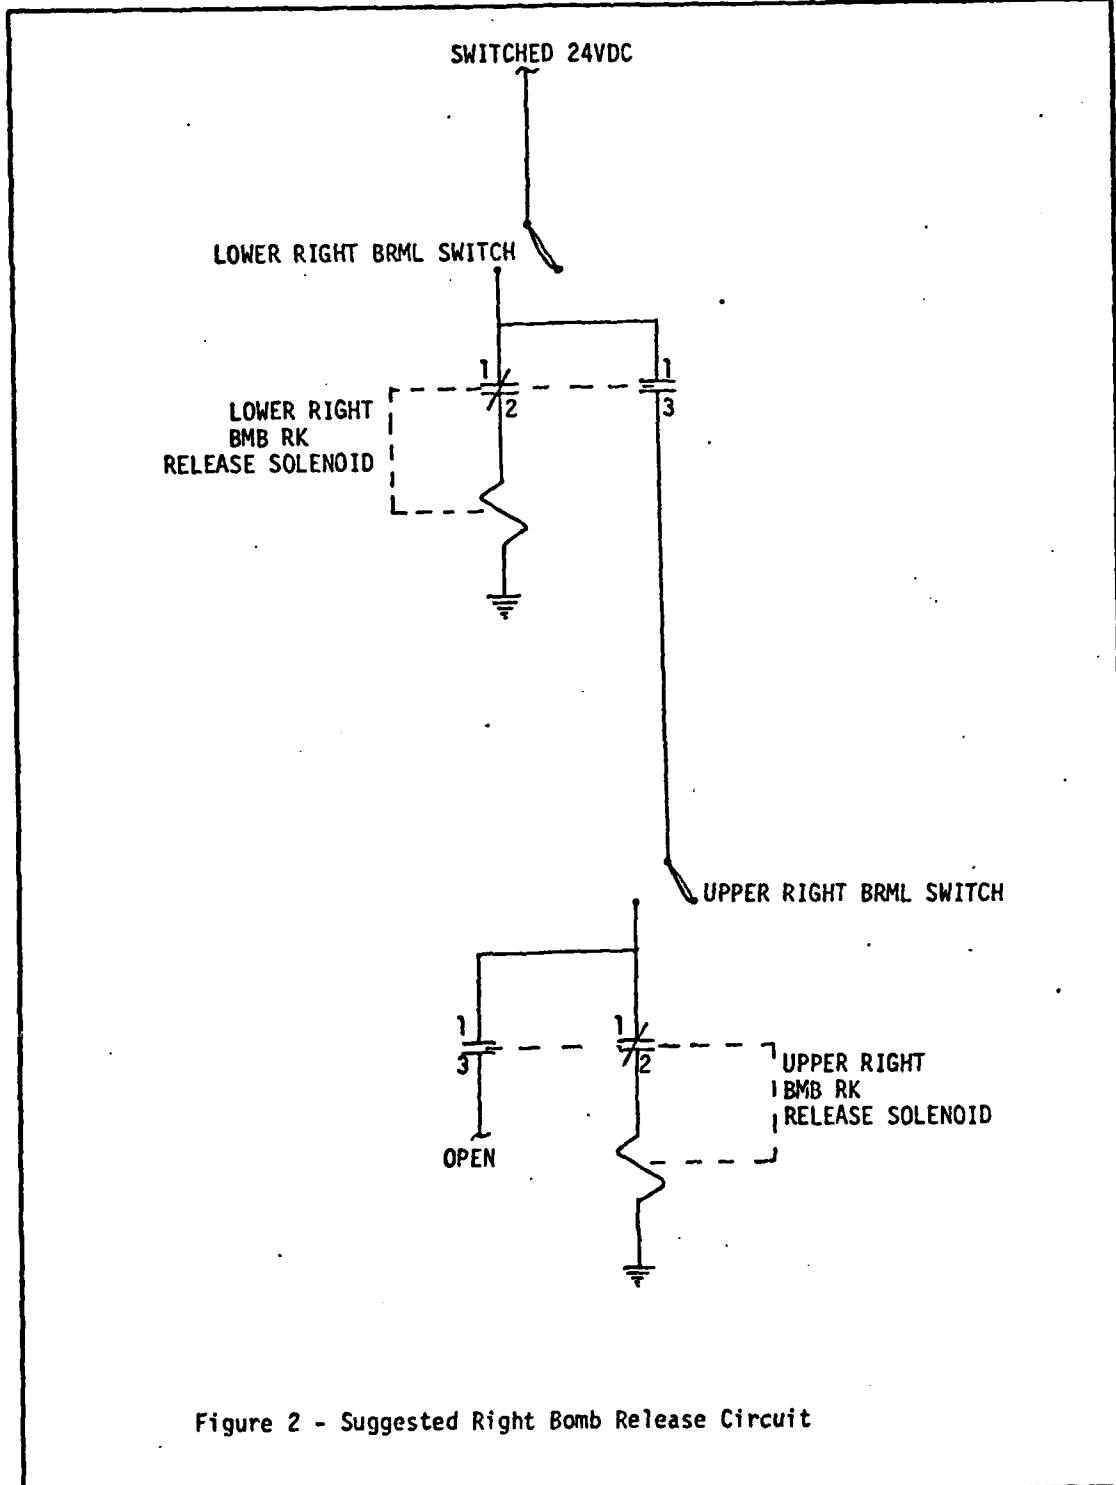 SWITCHED 24VDC
LOWER RIGHT BRML SWITCH
1
1
2
3
LOWER RIGHT
BMB RK
RELEASE SOLENOID
UPPER RIGHT BRML SWITCH
1
1
3
2
UPPER RIGHT
BMB RK
RELEASE SOLENOID
OPEN
Figure 2 - Suggested Right Bomb Release Circuit